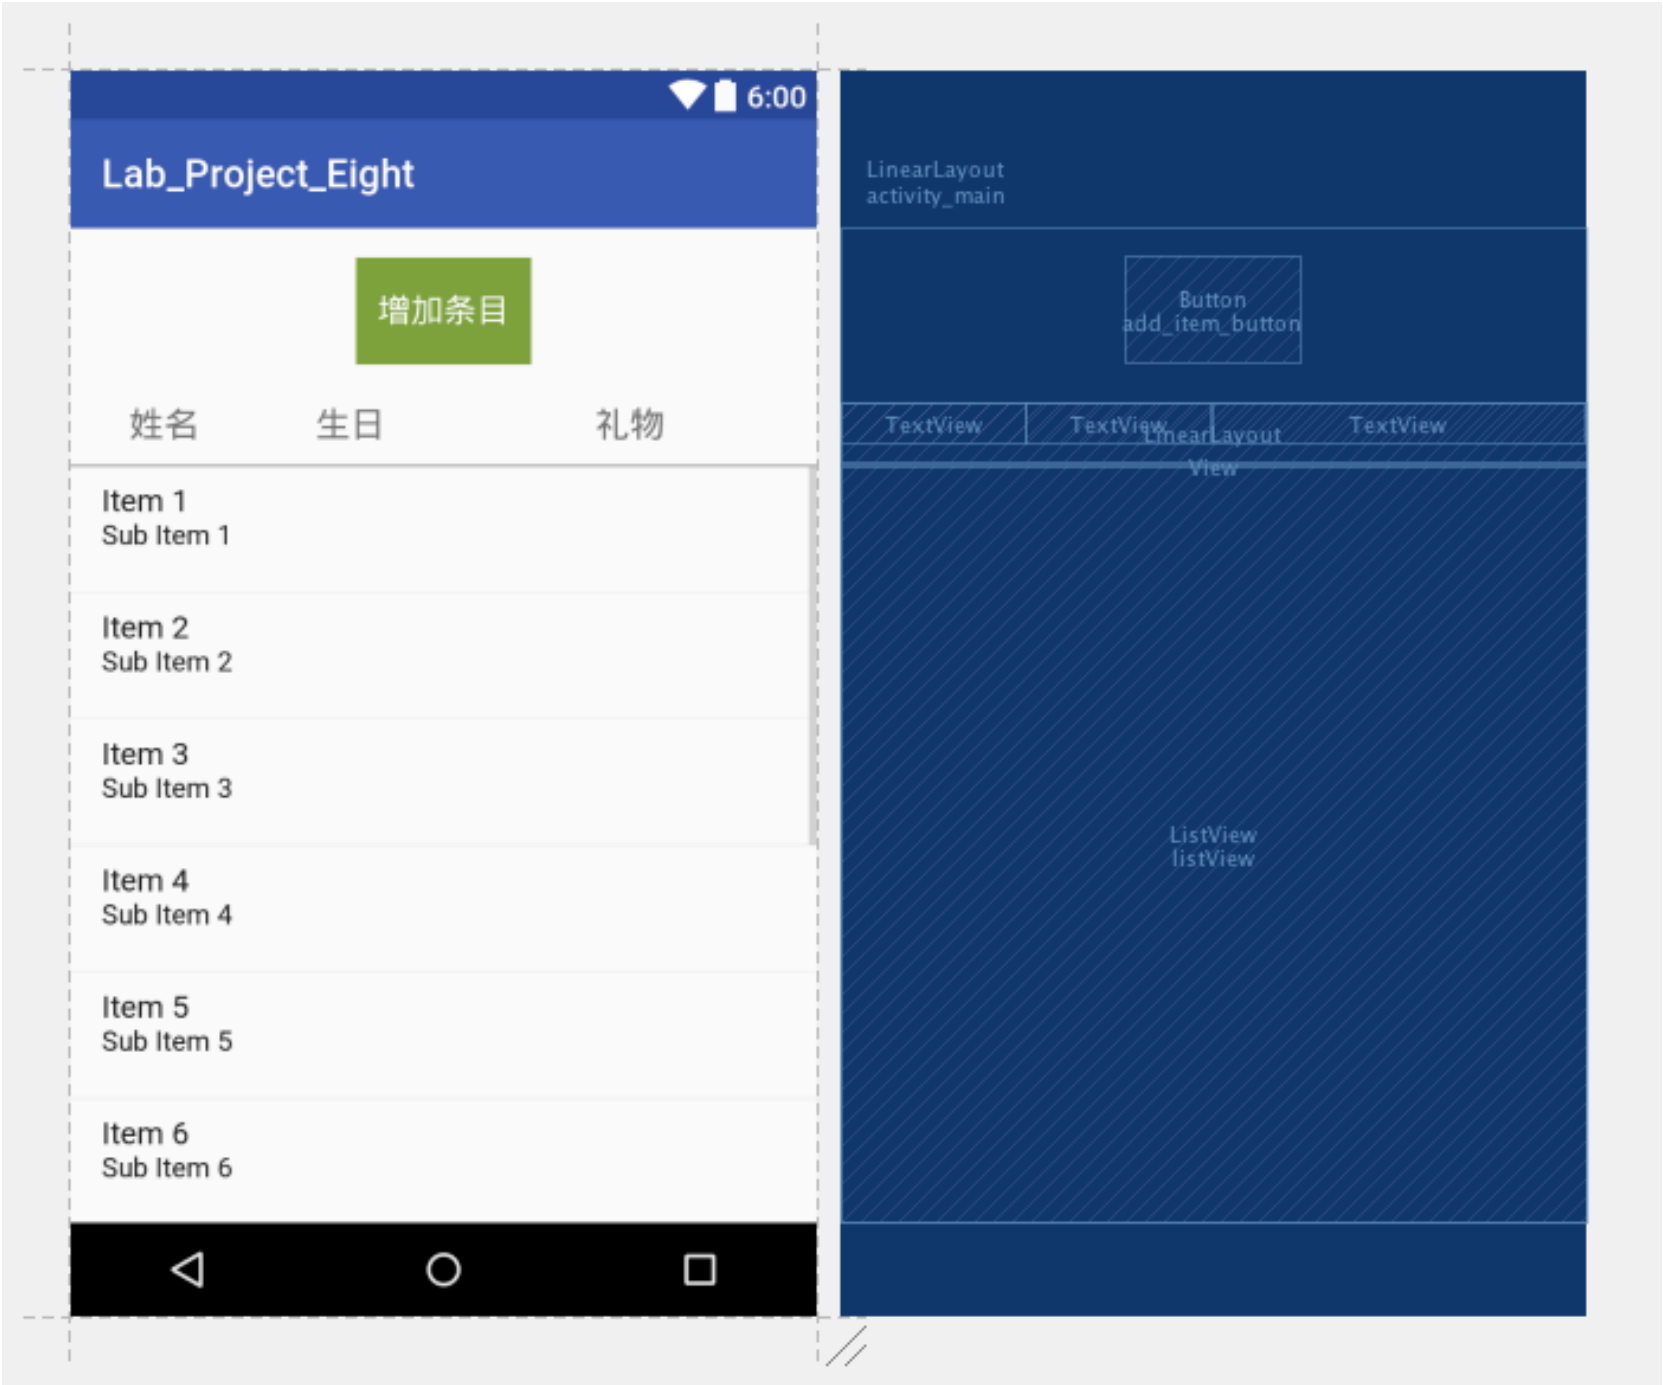 6:00
Lab_Project_Eight
增加条目
姓名 生日 礼物
Item 1
Sub Item 1
Item 2
Sub Item 2
Item 3
Sub Item 3
Item 4
Sub Item 4
Item 5
Sub Item 5
Item 6
Sub Item 6
LinearLayout
activity_main
Button
add_item_button
TextView TextView TextView
LinearLayout
View
ListView
listView